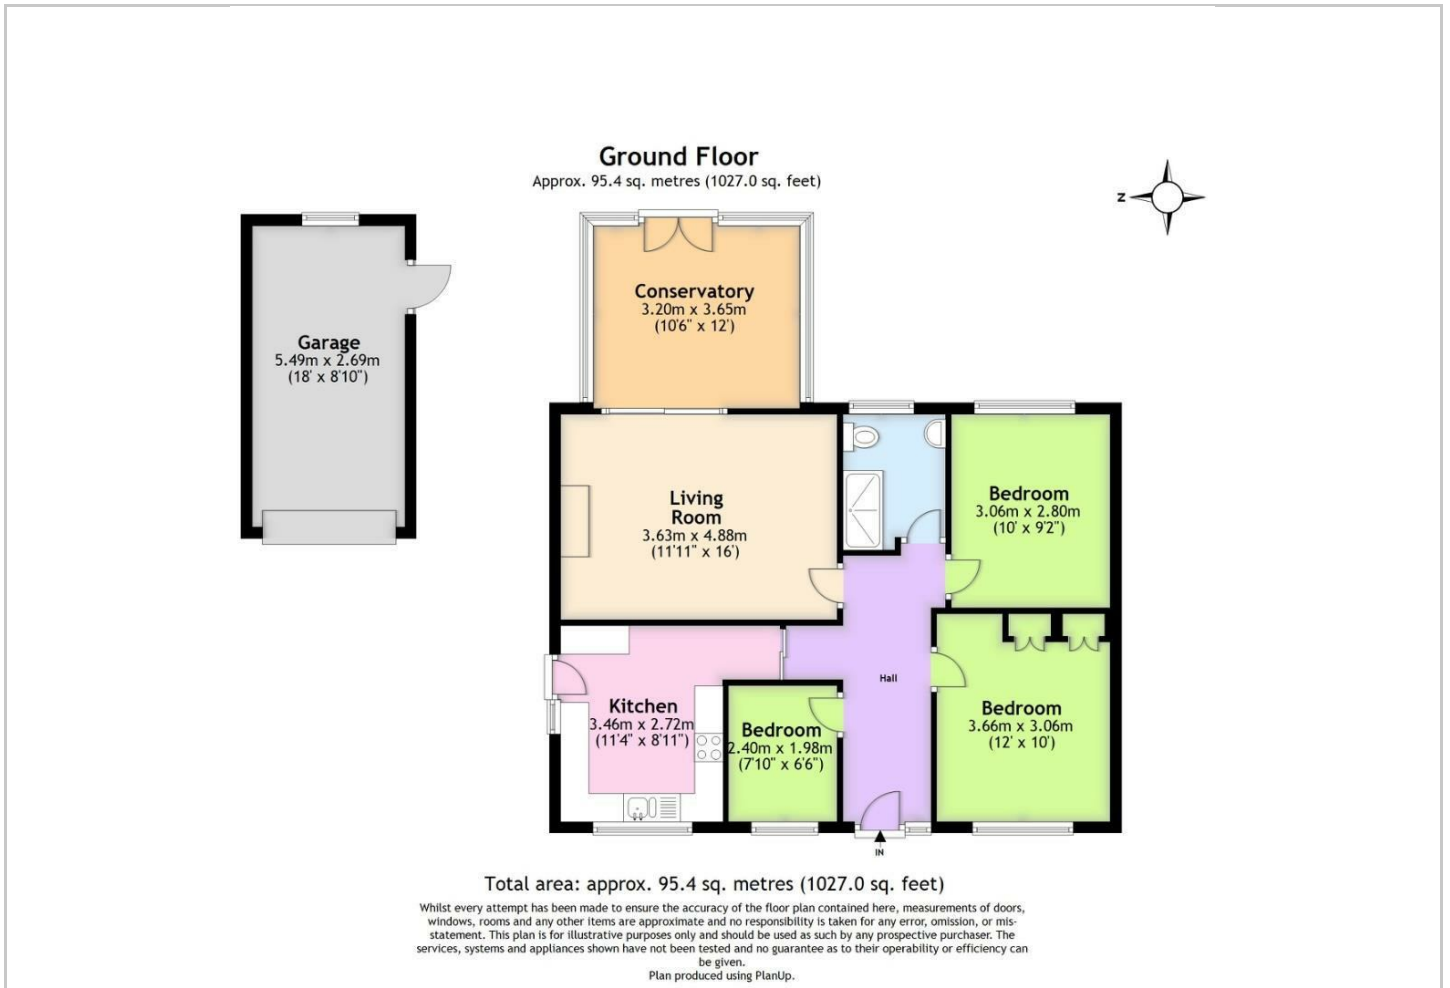 Ground Floor
Approx. 95.4 sq. metres (1027.0 sq. feet)
Z
Conservatory
3.20m x 3.65m
(10'6" x 12')
Garage
5.49m x 2.69m
(18' x 8'10")
Living
Room
3.63m x 4.88m
(11'11" x 16')
Bedroom
3.06m x 2.80m
(10' x 9'2")
Hall
Kitchen
3.46m x 2.72m
(11'4" x 8'11")
Bedroom
2.40m x 1.98m
(7'10" x 6'6")
Bedroom
3.66m x 3.06m
(12' x 10')
IN
Total area: approx. 95.4 sq. metres (1027.0 sq. feet)
Whilst every attempt has been made to ensure the accuracy of the floor plan contained here, measurements of doors,
windows, rooms and any other items are approximate and no responsibility is taken for any error, omission, or mis-
statement. This plan is for illustrative purposes only and should be used as such by any prospective purchaser. The
services, systems and appliances shown have not been tested and no guarantee as to their operability or efficiency can
be given.
Plan produced using PlanUp.